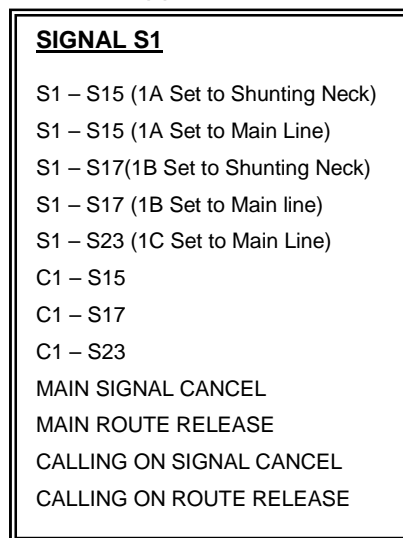 SIGNAL S1
S1 – S15 (1A Set to Shunting Neck)
S1 – S15 (1A Set to Main Line)
S1 – S17(1B Set to Shunting Neck)
S1 – S17 (1B Set to Main line)
S1 – S23 (1C Set to Main Line)
C1 – S15
C1 – S17
C1 – S23
MAIN SIGNAL CANCEL
MAIN ROUTE RELEASE
CALLING ON SIGNAL CANCEL
CALLING ON ROUTE RELEASE